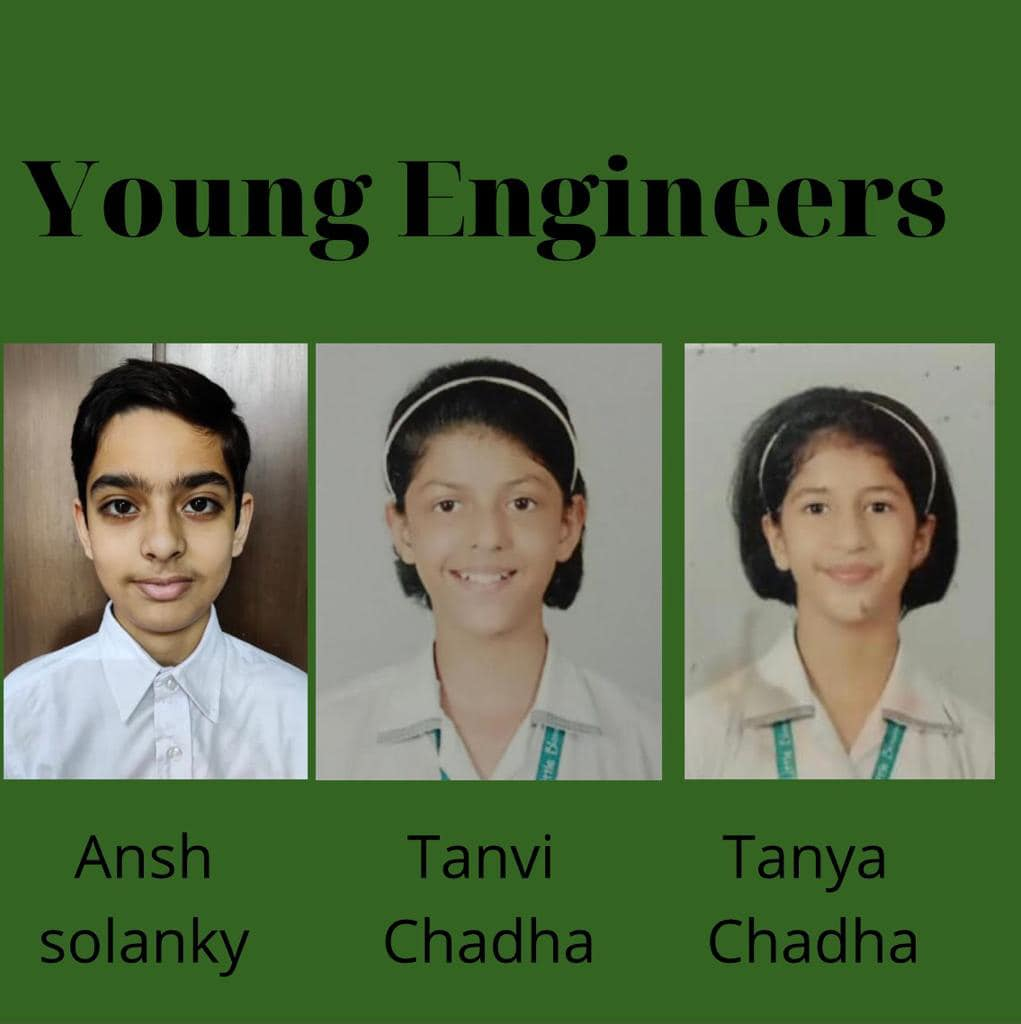 Young Engineers
Ansh
solanky
Tanvi
Chadha
Tanya
Chadha